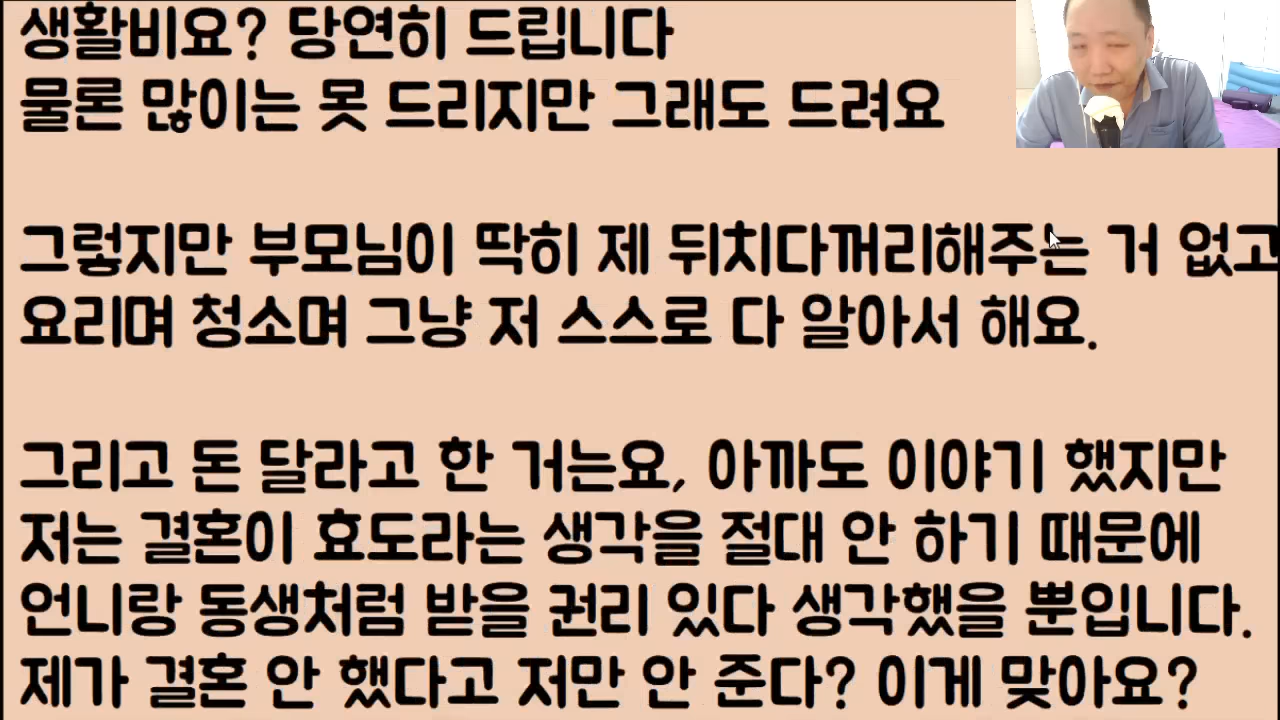 생활비요? 당연히 드립니다
물론 많이는 못 드리지만 그래도 드려요
그렇지만 부모님이 딱히 제 뒤치다꺼리해주는 거 없고
요리며 청소며 그냥 저 스스로 다 알아서 해요.
그리고 돈 달라고 한 거는요, 아까도 이야기 했지만
저는 결혼이 효도라는 생각을 절대 안 하기 때문에
언니랑 동생처럼 받을 권리 있다 생각했을 뿐입니다.
제가 결혼 안 했다고 저만 안 준다? 이게 맞아요?